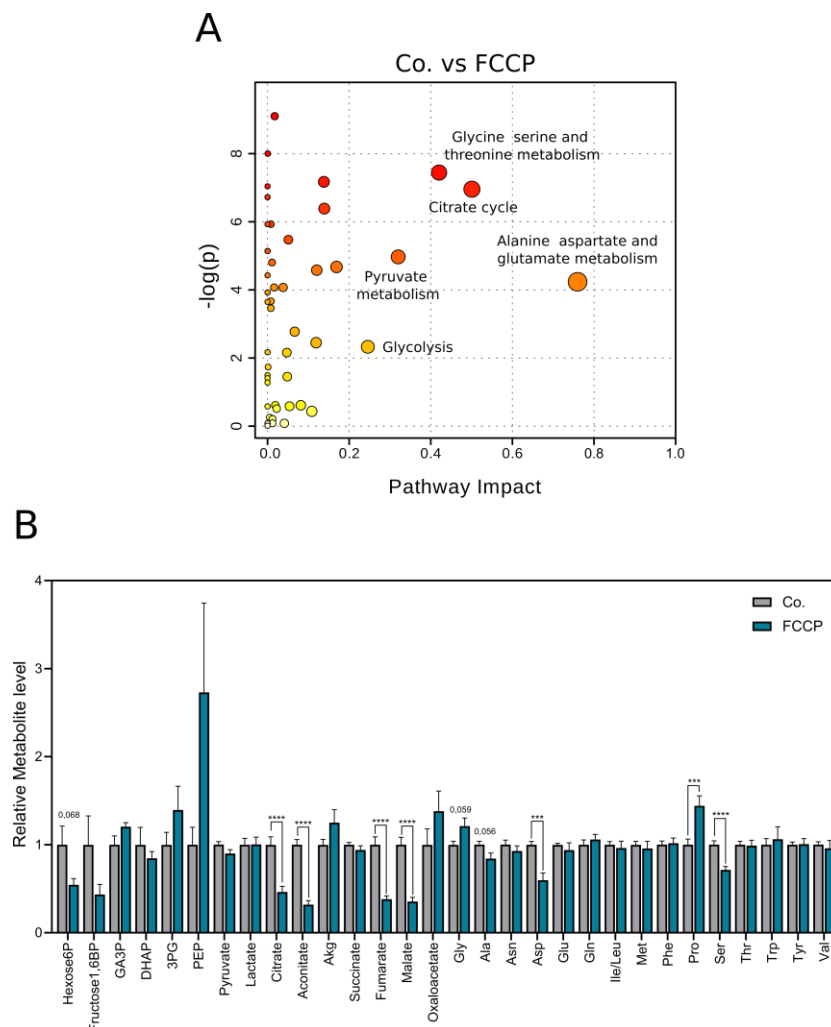 A
Co. vs FCCP
-log(p)
8
6
4
2
0
Glycine serine and
threonine metabolism
Citrate cycle
Alanine aspartate and
glutamate metabolism
Pyruvate
metabolism
Glycolysis
0.0 0.2 0.4 0.6 0.8 1.0
Pathway Impact
B
Relative Metabolite level
4
3
2
1
0
Co.
FCCP
0,068
****
****
****
****
0,059
0,056
***
***
****
Hexose6P
Fructose1,6BP
GA3P
DHAP
3PG
PEP
Pyruvate
Lactate
Citrate
Aconitate
Akg
Succinate
Fumarate
Malate
Oxaloacetate
Gly
Ala
Asn
Asp
Glu
Gln
Ile/Leu
Met
Phe
Pro
Ser
Thr
Trp
Tyr
Val